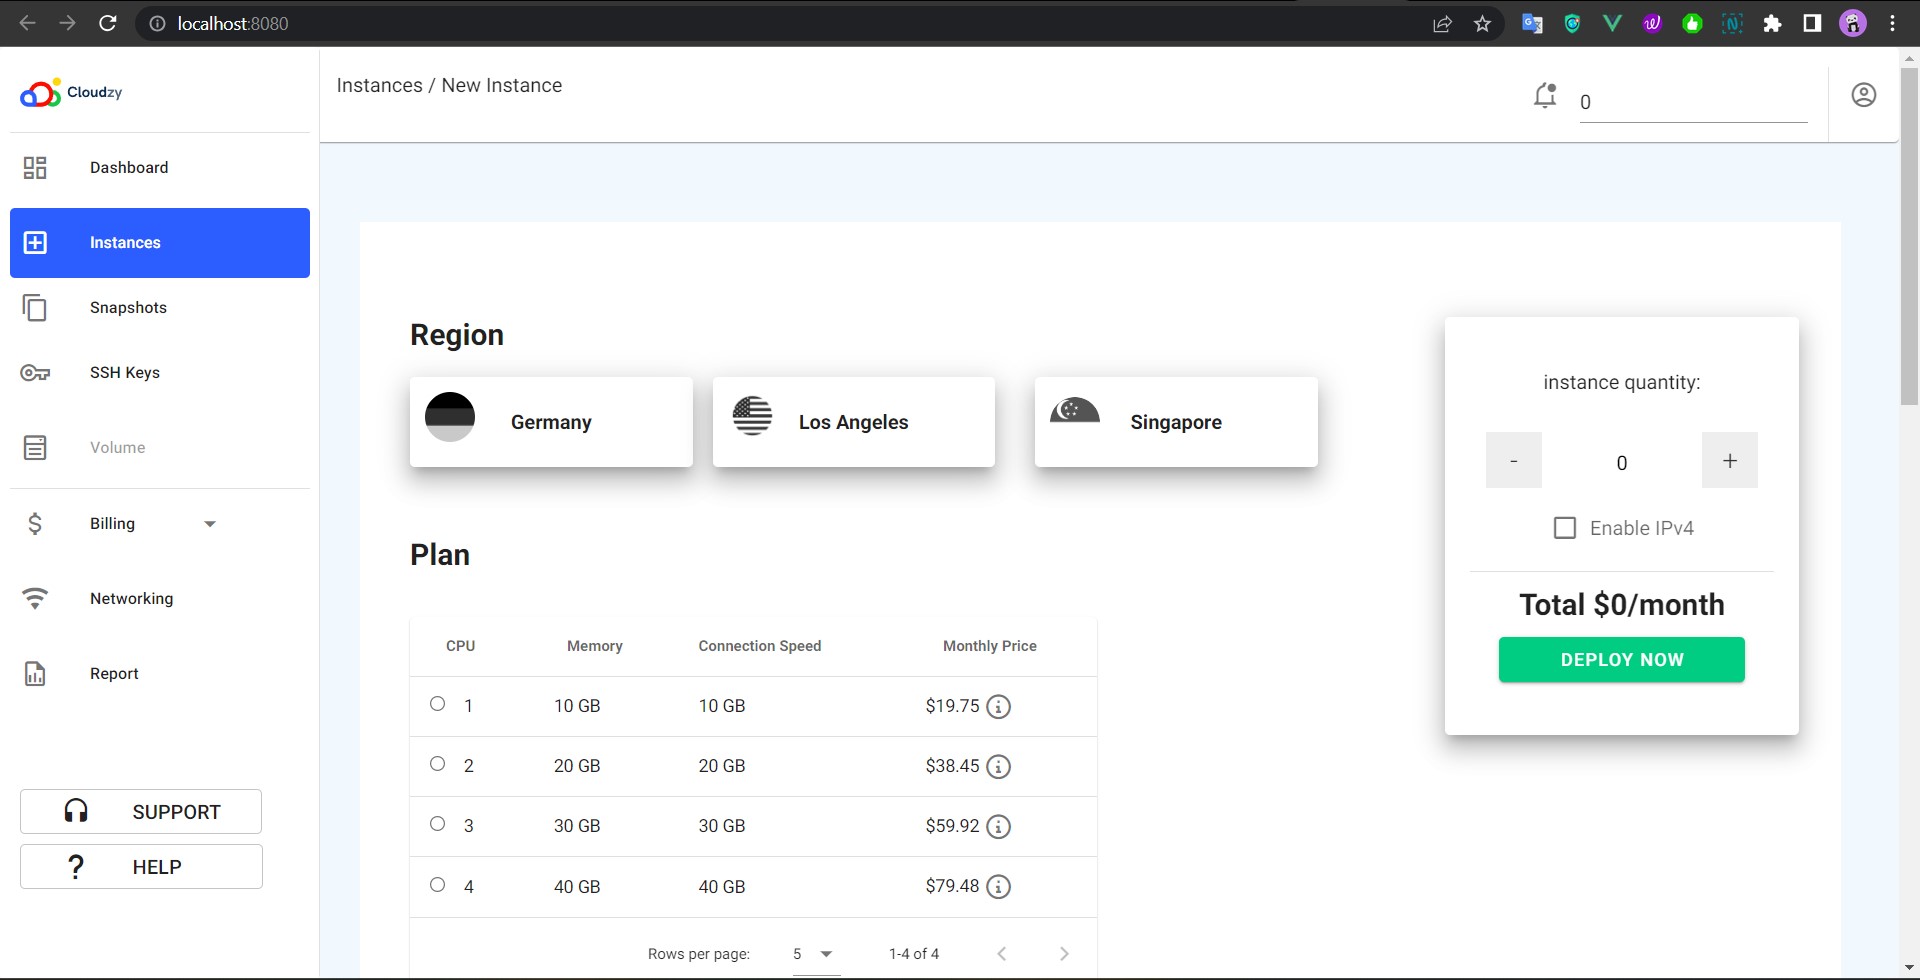 localhost:8080
Cloudzy
Instances / New Instance
0
Dashboard
Instances
Snapshots
SSH Keys
Volume
Billing
Networking
Report
SUPPORT
? HELP
Region
Germany
Los Angeles
Singapore
Plan
CPU Memory Connection Speed Monthly Price
1 10 GB 10 GB $19.75
2 20 GB 20 GB $38.45
3 30 GB 30 GB $59.92
4 40 GB 40 GB $79.48
Rows per page: 5 1-4 of 4
instance quantity:
- 0 +
Enable IPv4
Total $0/month
DEPLOY NOW